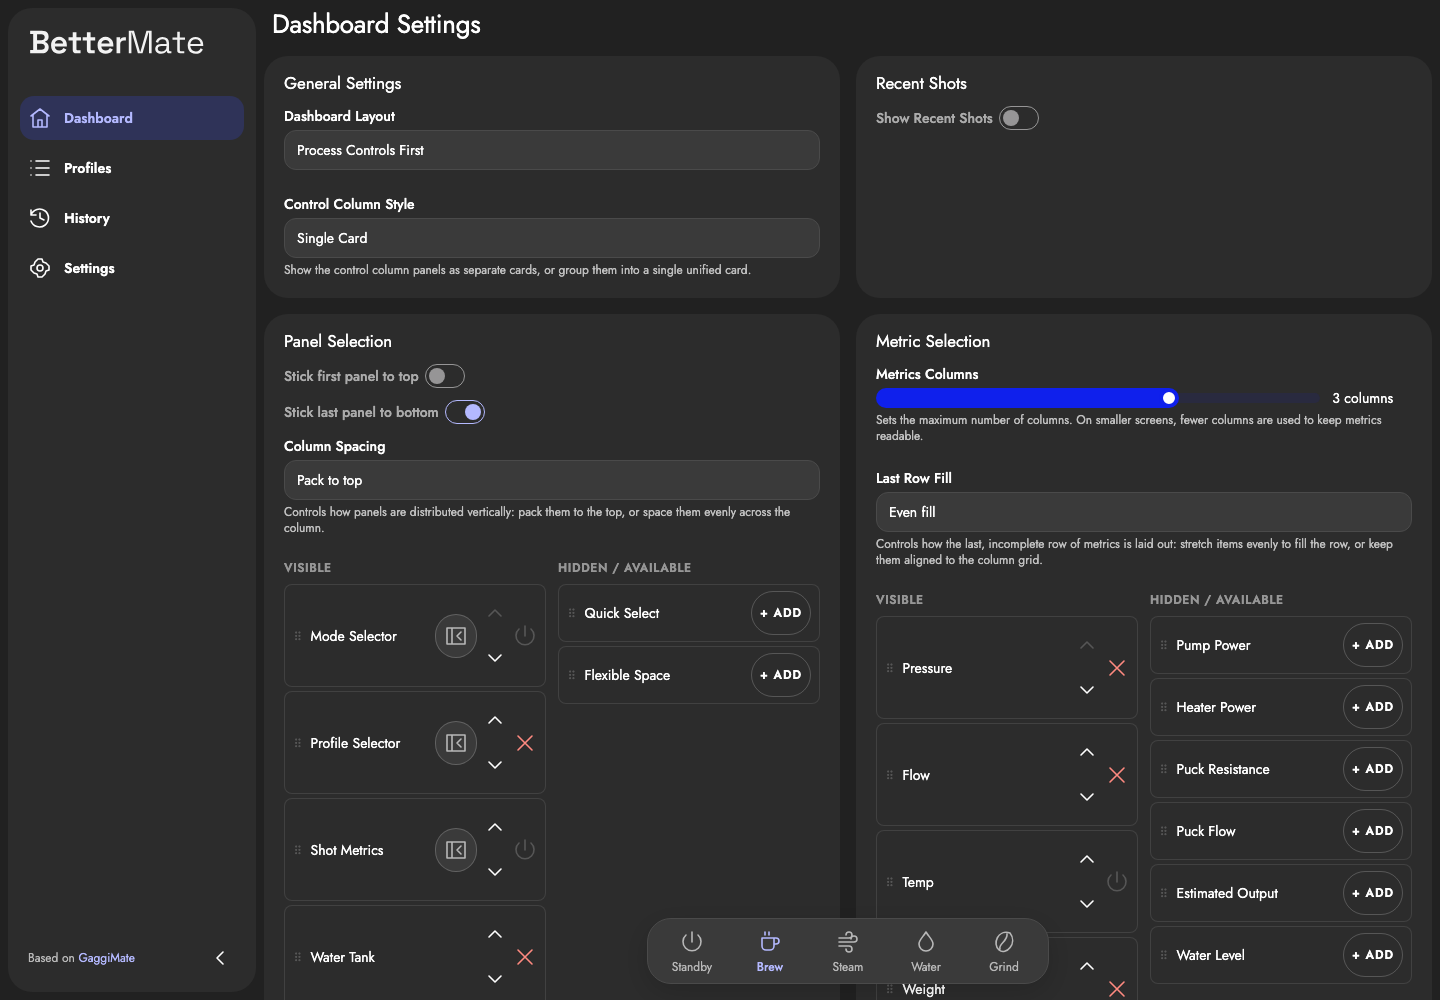 BetterMate
Dashboard
Profiles
History
Settings
Based on GaggiMate
Dashboard Settings
General Settings
Dashboard Layout
Process Controls First
Control Column Style
Single Card
Show the control column panels as separate cards, or group them into a single unified card.
Recent Shots
Show Recent Shots
Panel Selection
Stick first panel to top
Stick last panel to bottom
Column Spacing
Pack to top
Controls how panels are distributed vertically: pack them to the top, or space them evenly across the
column.
VISIBLE
Mode Selector
Profile Selector
Shot Metrics
Water Tank
HIDDEN / AVAILABLE
Quick Select
+ ADD
Flexible Space
+ ADD
Metric Selection
Metrics Columns
3 columns
Sets the maximum number of columns. On smaller screens, fewer columns are used to keep metrics
readable.
Last Row Fill
Even fill
Controls how the last, incomplete row of metrics is laid out: stretch items evenly to fill the row, or keep
them aligned to the column grid.
VISIBLE
Pressure
Flow
Temp
Weight
HIDDEN / AVAILABLE
Pump Power
+ ADD
Heater Power
+ ADD
Puck Resistance
+ ADD
Puck Flow
+ ADD
Estimated Output
+ ADD
Water Level
+ ADD
Standby
Brew
Steam
Water
Grind